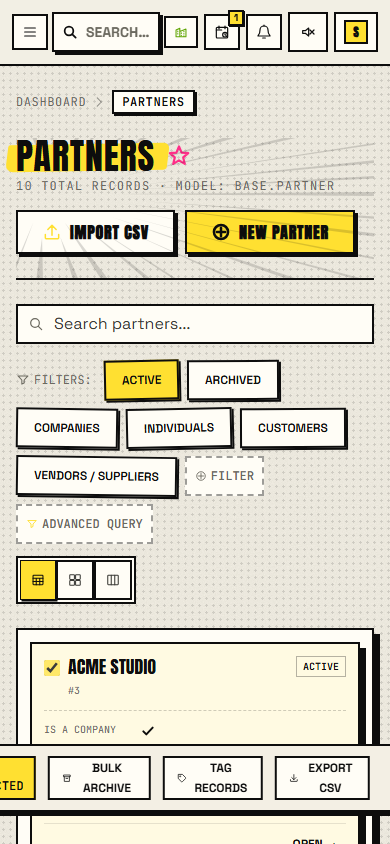 SEARCH...
1
S
DASHBOARD
PARTNERS
PARTNERS
10 TOTAL RECORDS · MODEL: BASE.PARTNER
IMPORT CSV
NEW PARTNER
Search partners...
FILTERS:
ACTIVE
ARCHIVED
COMPANIES
INDIVIDUALS
CUSTOMERS
VENDORS / SUPPLIERS
FILTER
ADVANCED QUERY
ACME STUDIO
ACTIVE
#3
IS A COMPANY
BULK
ARCHIVE
TAG
RECORDS
EXPORT
CSV